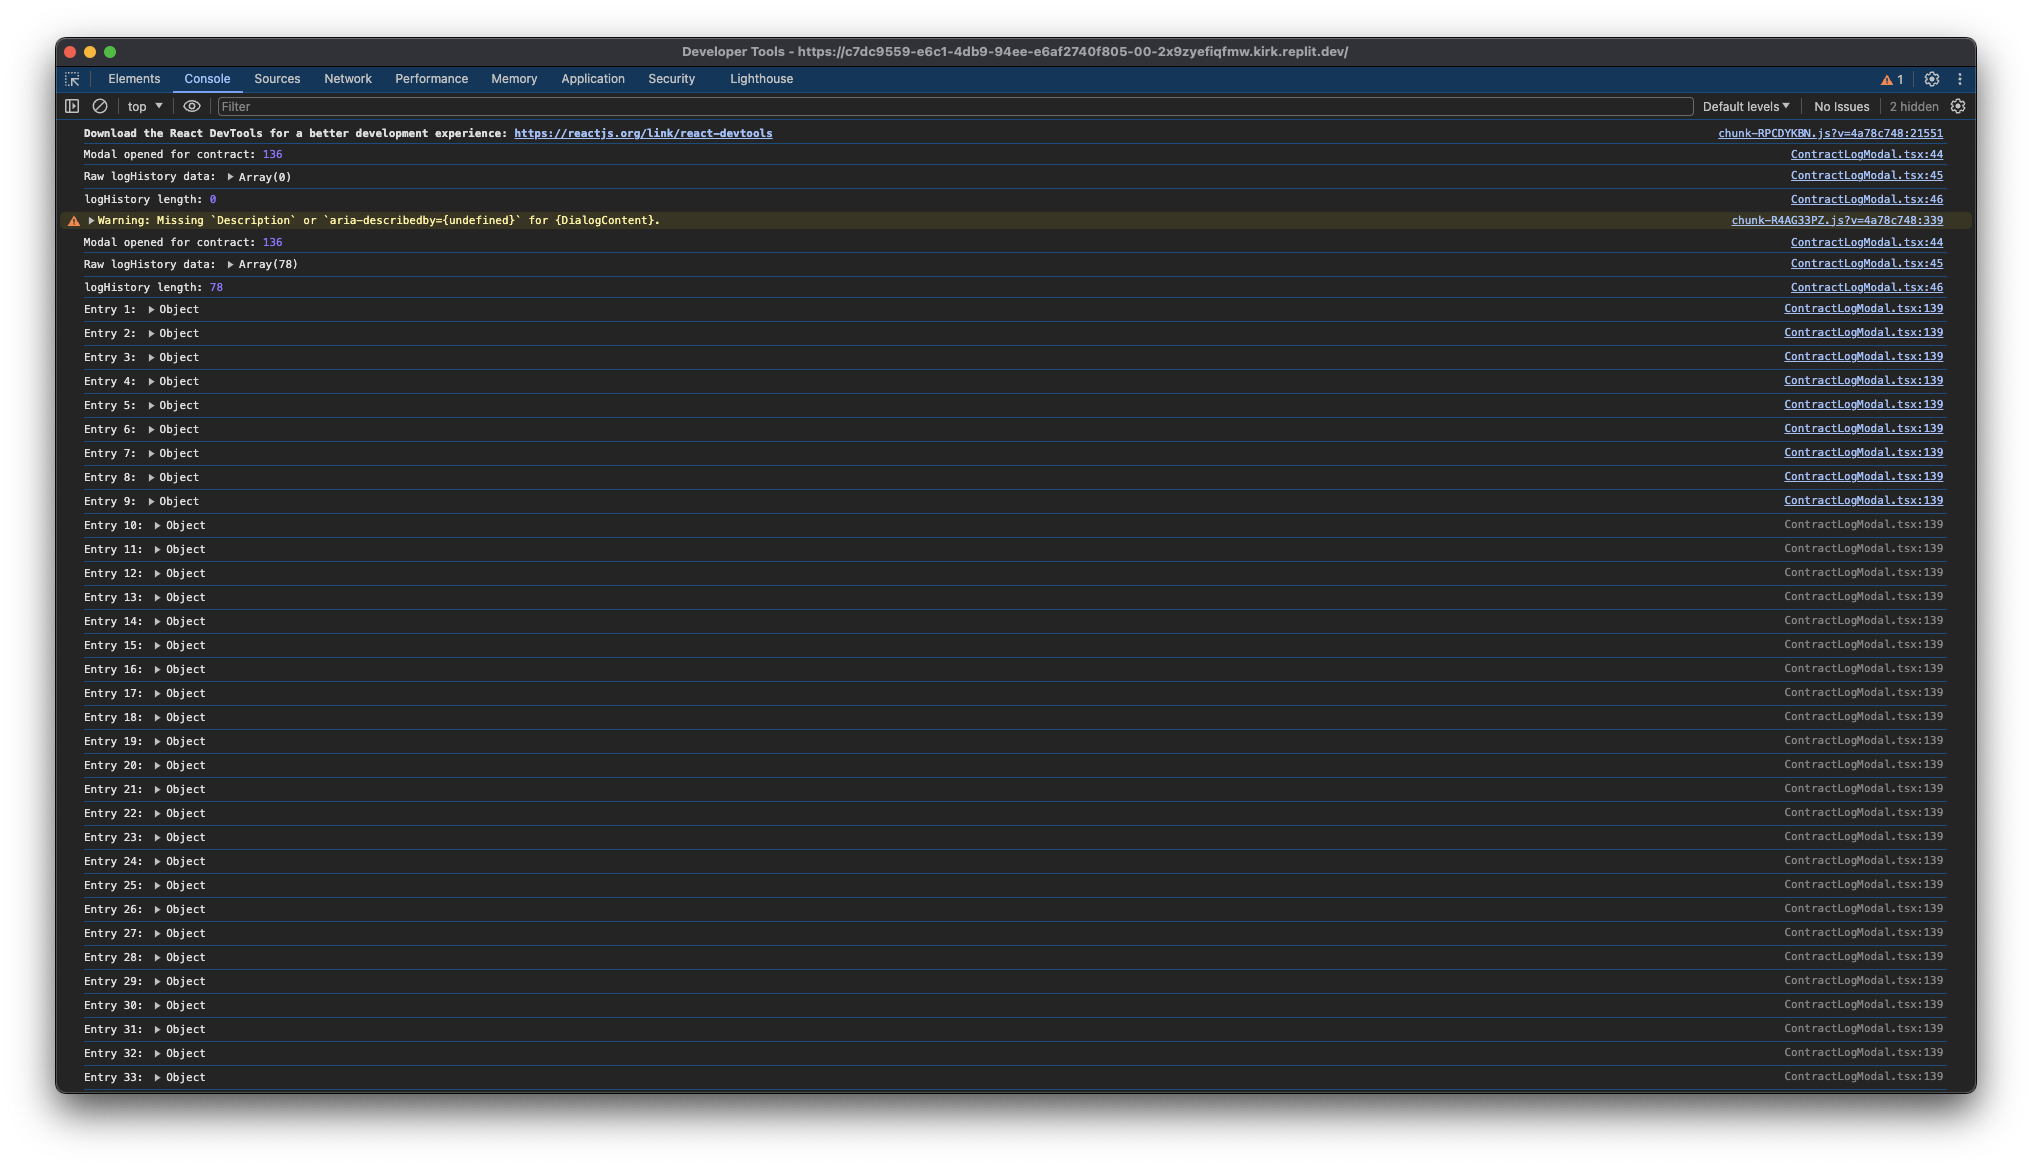 Developer Tools - https://c7dc9559-e6c1-4db9-94ee-e6af2740f805-00-2x9zyefiqfmw.kirk.replit.dev/
Elements Console Sources Network Performance Memory Application Security Lighthouse 1
top Filter Default levels No Issues 2 hidden
Download the React DevTools for a better development experience: https://reactjs.org/link/react-devtools chunk-RPCDYKBN.js?v=4a78c748:21551
Modal opened for contract: 136 ContractLogModal.tsx:44
Raw logHistory data: Array(0) ContractLogModal.tsx:45
logHistory length: 0 ContractLogModal.tsx:46
Warning: Missing `Description` or `aria-describedby={undefined}` for {DialogContent}. chunk-R4AG33PZ.js?v=4a78c748:339
Modal opened for contract: 136 ContractLogModal.tsx:44
Raw logHistory data: Array(78) ContractLogModal.tsx:45
logHistory length: 78 ContractLogModal.tsx:46
Entry 1: Object ContractLogModal.tsx:139
Entry 2: Object ContractLogModal.tsx:139
Entry 3: Object ContractLogModal.tsx:139
Entry 4: Object ContractLogModal.tsx:139
Entry 5: Object ContractLogModal.tsx:139
Entry 6: Object ContractLogModal.tsx:139
Entry 7: Object ContractLogModal.tsx:139
Entry 8: Object ContractLogModal.tsx:139
Entry 9: Object ContractLogModal.tsx:139
Entry 10: Object ContractLogModal.tsx:139
Entry 11: Object ContractLogModal.tsx:139
Entry 12: Object ContractLogModal.tsx:139
Entry 13: Object ContractLogModal.tsx:139
Entry 14: Object ContractLogModal.tsx:139
Entry 15: Object ContractLogModal.tsx:139
Entry 16: Object ContractLogModal.tsx:139
Entry 17: Object ContractLogModal.tsx:139
Entry 18: Object ContractLogModal.tsx:139
Entry 19: Object ContractLogModal.tsx:139
Entry 20: Object ContractLogModal.tsx:139
Entry 21: Object ContractLogModal.tsx:139
Entry 22: Object ContractLogModal.tsx:139
Entry 23: Object ContractLogModal.tsx:139
Entry 24: Object ContractLogModal.tsx:139
Entry 25: Object ContractLogModal.tsx:139
Entry 26: Object ContractLogModal.tsx:139
Entry 27: Object ContractLogModal.tsx:139
Entry 28: Object ContractLogModal.tsx:139
Entry 29: Object ContractLogModal.tsx:139
Entry 30: Object ContractLogModal.tsx:139
Entry 31: Object ContractLogModal.tsx:139
Entry 32: Object ContractLogModal.tsx:139
Entry 33: Object ContractLogModal.tsx:139